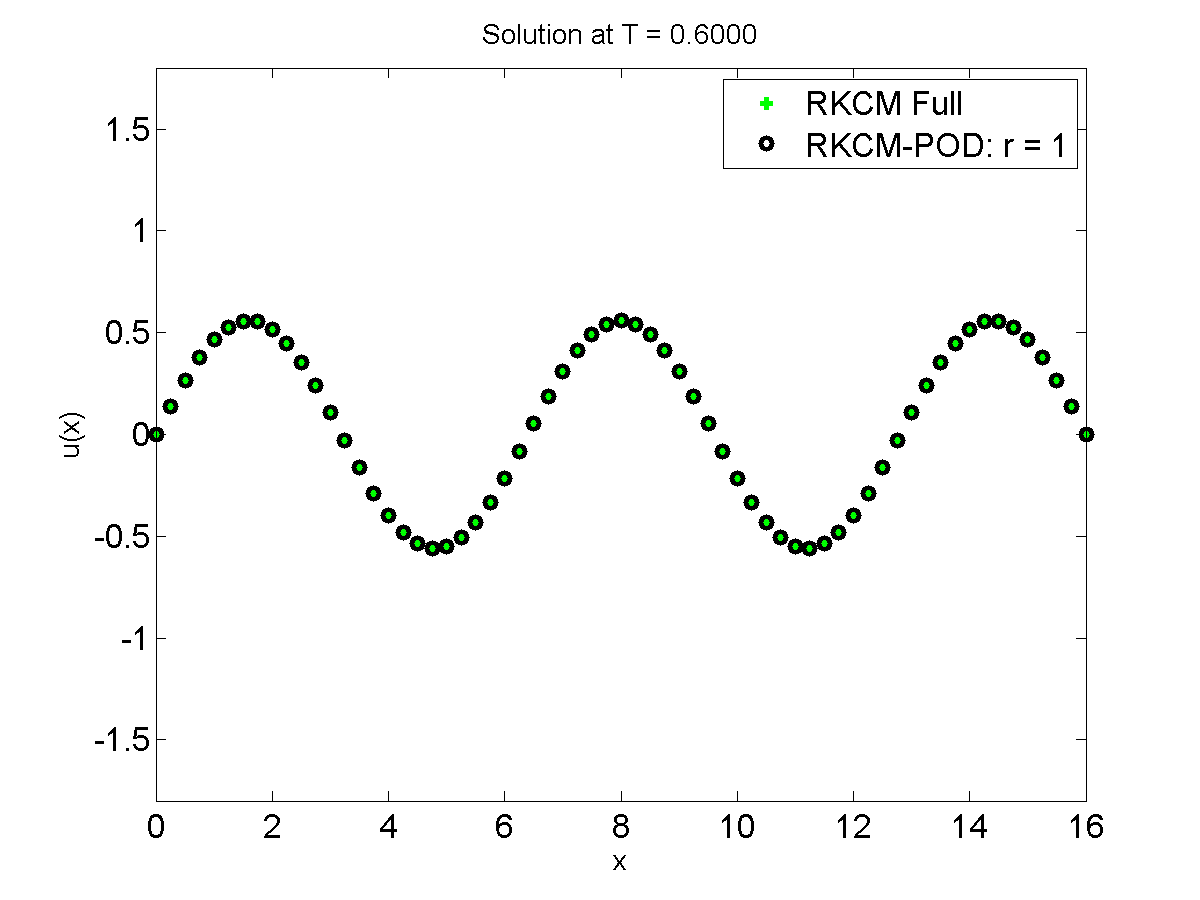 Solution at T = 0.6000
RKCM Full
RKCM-POD: r = 1
1.5
1
0.5
0
-0.5
-1
-1.5
u(x)
0 2 4 6 8 10 12 14 16
x